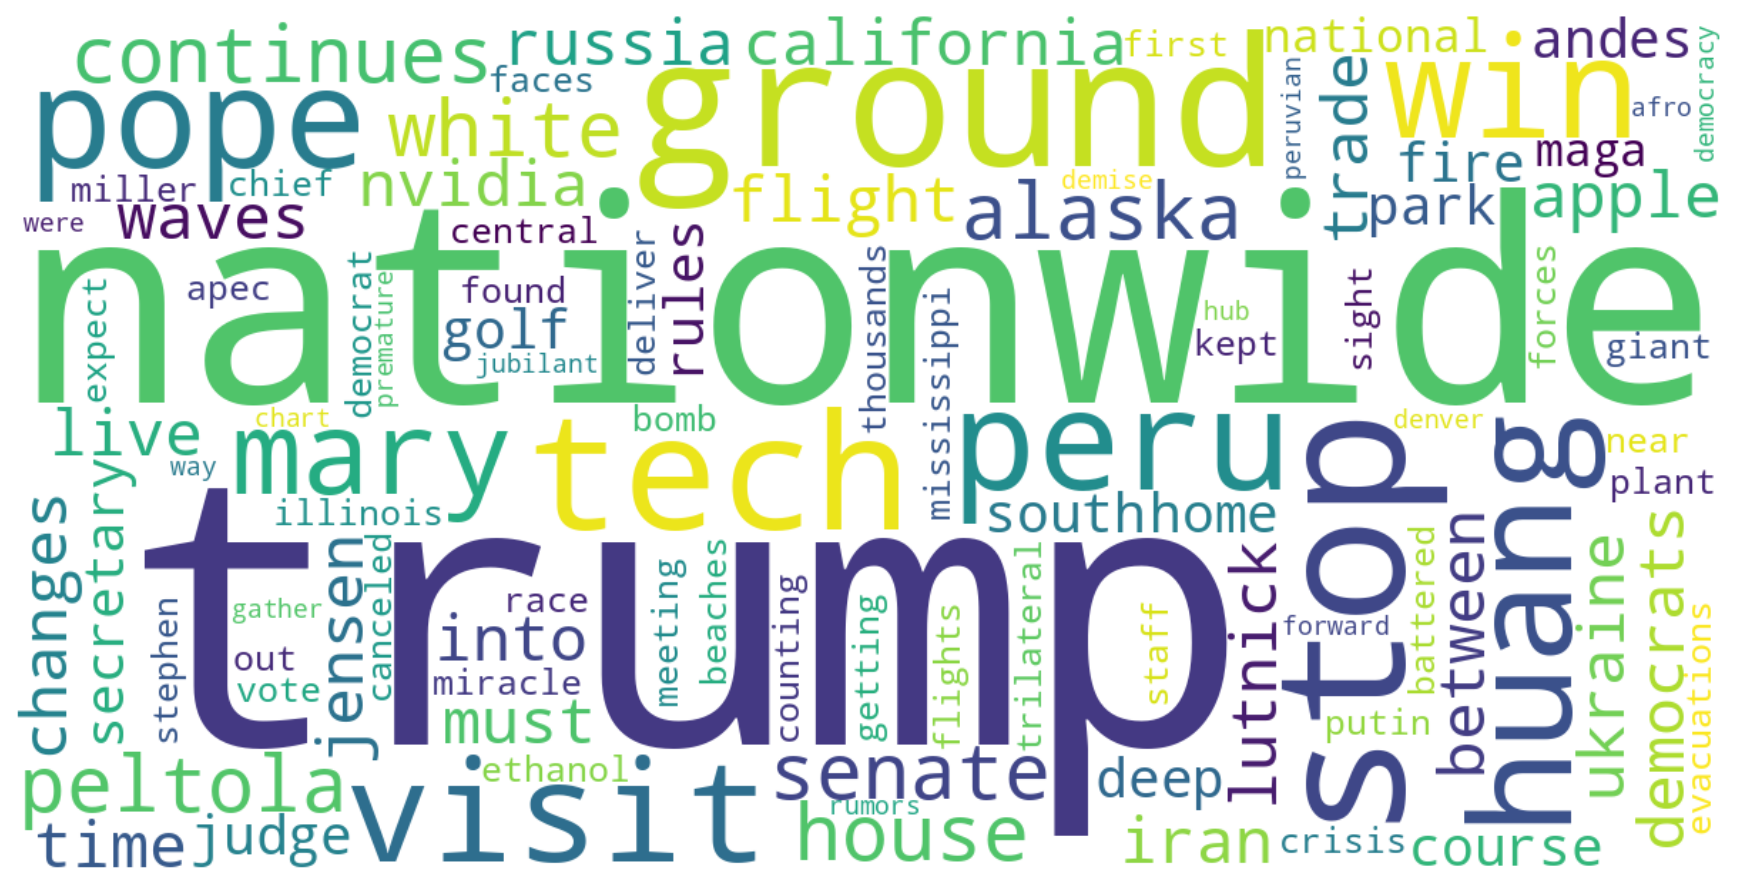 continues
russia
california
first
national
andes
democracy
faces
pope
white
ground
peruvian
trade
win
afro
maga
fire
miller
chief
nvidia
flight
demise
alaska
park
apple
were
waves
central
rules
nationwide
apec
found
democrat
premature
expect
golf
jubilant
deliver
thousands
mississippi
hub
kept
sight
forces
giant
live
chart
mary
way
tech
bomb
peru
denver
near
plant
secretary
illinois
southhome
stop
huang
changes
trump
jensen
canceled
stephen
gather
out
vote
race
into
miracle
must
meeting
beaches
counting
getting
flights
trilateral
staff
lutnick
forward
battered
between
putin
ukraine
democrats
evacuations
peltola
visit
ethanol
senate
deep
time
judge
rumors
house
iran
crisis
course